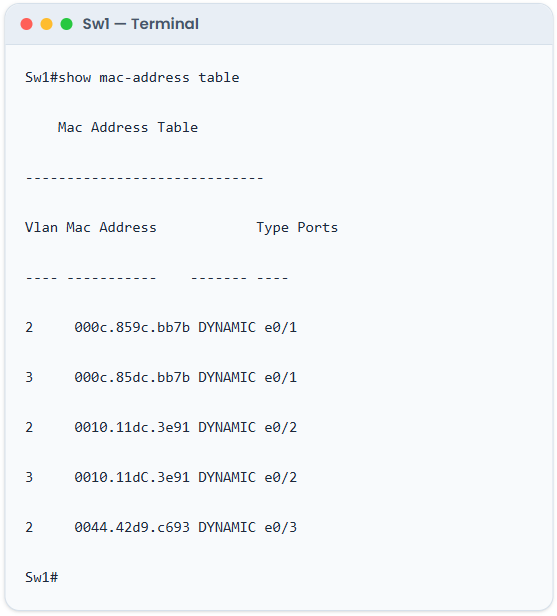 Sw1 — Terminal
Sw1#show mac-address table
Mac Address Table
-----------------------------
Vlan Mac Address            Type Ports
---- -----------    ------- ----
2     000c.859c.bb7b DYNAMIC e0/1
3     000c.85dc.bb7b DYNAMIC e0/1
2     0010.11dc.3e91 DYNAMIC e0/2
3     0010.11dC.3e91 DYNAMIC e0/2
2     0044.42d9.c693 DYNAMIC e0/3
Sw1#